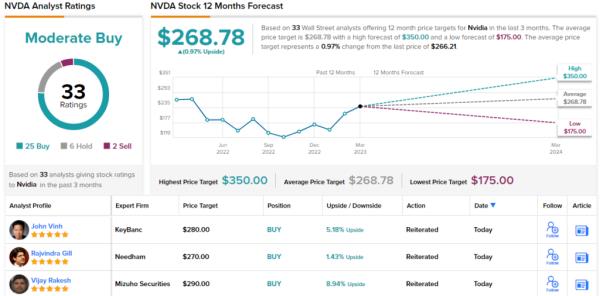 NVDA Analyst Ratings
Moderate Buy
33
Ratings
25 Buy
6 Hold
2 Sell
Based on 33 analysts giving stock ratings
to Nvidia in the past 3 months
NVDA Stock 12 Months Forecast
$268.78
▲(0.97% Upside)
Based on 33 Wall Street analysts offering 12 month price targets for Nvidia in the last 3 months. The average
price target is $268.78 with a high forecast of $350.00 and a low forecast of $175.00. The average price
target represents a 0.97% change from the last price of $266.21.
Past 12 Months
12 Months Forecast
$351
$293
$235
$177
$119
Jun
2022
Sep
2022
Dec
2022
Mar
2023
Mar
2024
High
$350.00
Average
$268.78
Low
$175.00
Highest Price Target $350.00
Average Price Target $268.78
Lowest Price Target $175.00
Analyst Profile Expert Firm Price Target Position Upside / Downside Action Date ▼ Follow Article
John Vinh KeyBanc $280.00 BUY 5.18% Upside Reiterated Today Follow
Rajvindra Gill Needham $270.00 BUY 1.43% Upside Reiterated Today Follow
Vijay Rakesh Mizuho Securities $290.00 BUY 8.94% Upside Reiterated Today Follow